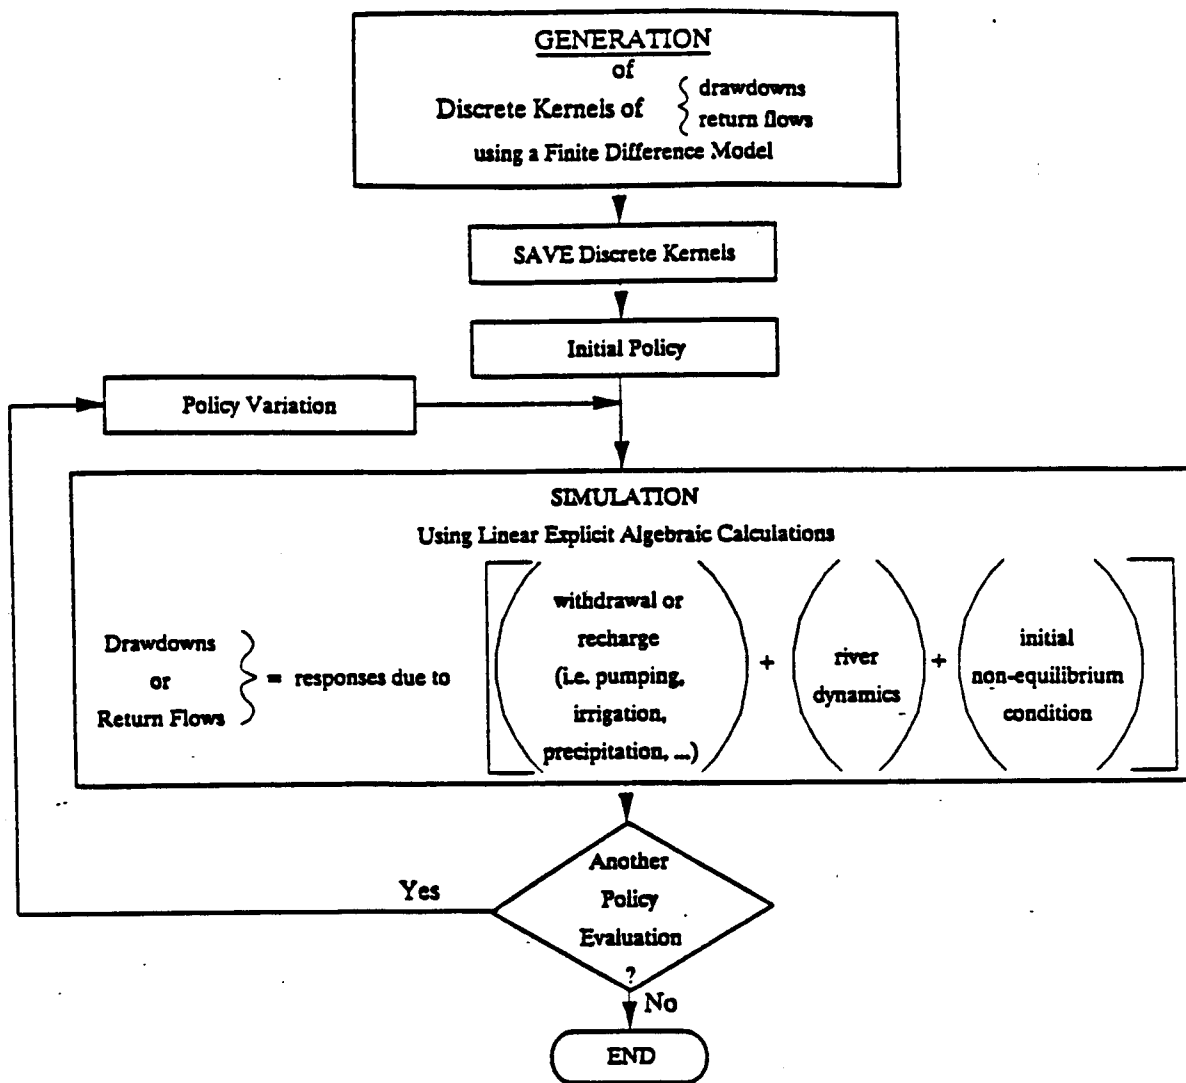 GENERATION
of
Discrete Kernels of { drawdowns
return flows
using a Finite Difference Model
SAVE Discrete Kernels
Initial Policy
Policy Variation
SIMULATION
Using Linear Explicit Algebraic Calculations
Drawdowns
or
Return Flows
} = responses due to
withdrawal or
recharge
(i.e. pumping,
irrigation,
precipitation, ...)
+
river
dynamics
+
initial
non-equilibrium
condition
Another
Policy
Evaluation
?
Yes
No
END